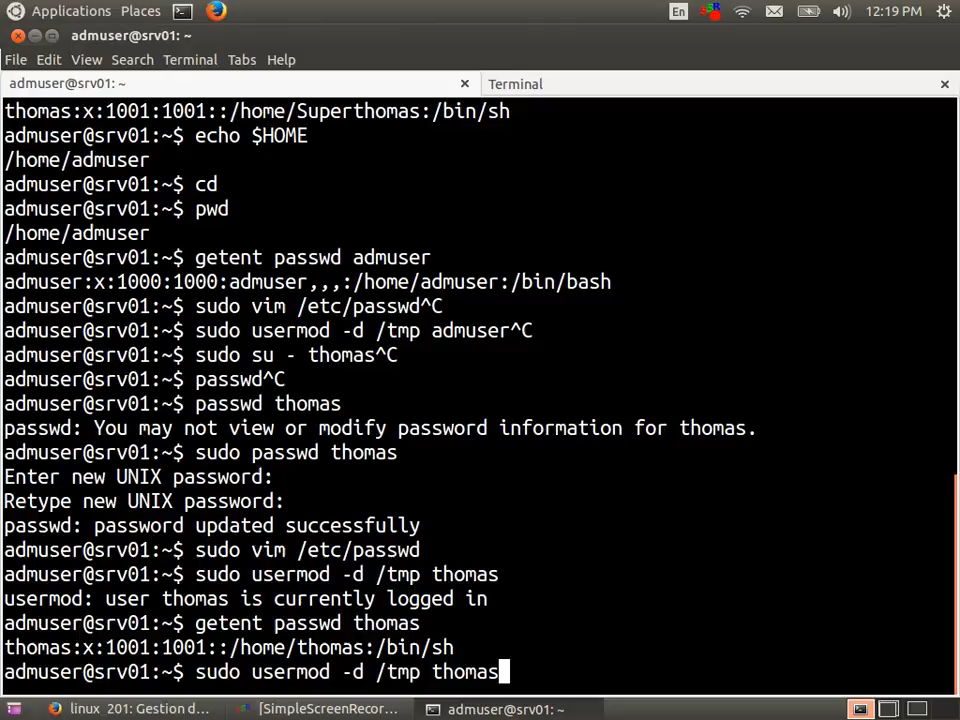 Applications Places En 12:19 PM
admuser@srv01: ~
File Edit View Search Terminal Tabs Help
admuser@srv01: ~ × Terminal ×
thomas:x:1001:1001::/home/Superthomas:/bin/sh
admuser@srv01:~$ echo $HOME
/home/admuser
admuser@srv01:~$ cd
admuser@srv01:~$ pwd
/home/admuser
admuser@srv01:~$ getent passwd admuser
admuser:x:1000:1000:admuser,,,:/home/admuser:/bin/bash
admuser@srv01:~$ sudo vim /etc/passwd^C
admuser@srv01:~$ sudo usermod -d /tmp admuser^C
admuser@srv01:~$ sudo su - thomas^C
admuser@srv01:~$ passwd^C
admuser@srv01:~$ passwd thomas
passwd: You may not view or modify password information for thomas.
admuser@srv01:~$ sudo passwd thomas
Enter new UNIX password:
Retype new UNIX password:
passwd: password updated successfully
admuser@srv01:~$ sudo vim /etc/passwd
admuser@srv01:~$ sudo usermod -d /tmp thomas
usermod: user thomas is currently logged in
admuser@srv01:~$ getent passwd thomas
thomas:x:1001:1001::/home/thomas:/bin/sh
admuser@srv01:~$ sudo usermod -d /tmp thomas
linux 201: Gestion d... [SimpleScreenRecor... admuser@srv01: ~